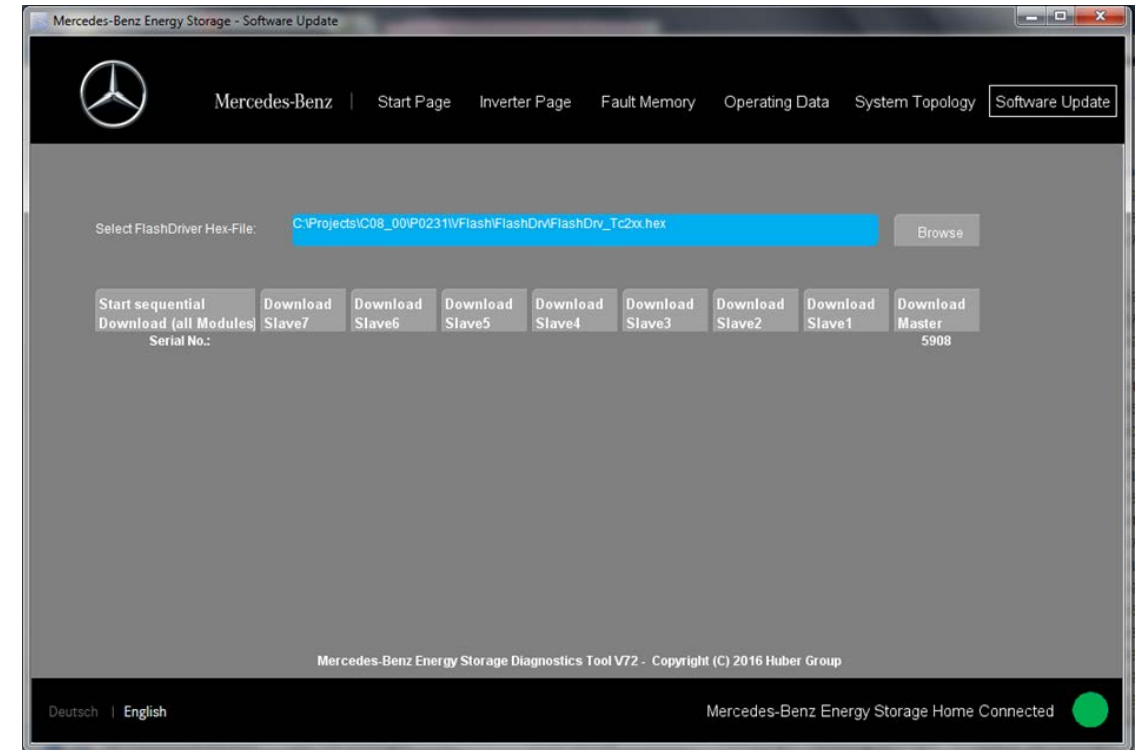 Mercedes-Benz Energy Storage - Software Update
Mercedes-Benz | Start Page Inverter Page Fault Memory Operating Data System Topology Software Update
Select FlashDriver Hex-File: C:\Projects\C08_00\P0231\VFlash\FlashDrv\FlashDrv_Tc2xx.hex Browse
Start sequential Download Download Download Download Download Download Download Download
Download (all Modules) Slave7 Slave6 Slave5 Slave4 Slave3 Slave2 Slave1 Master
Serial No.: 5908
Mercedes-Benz Energy Storage Diagnostics Tool V72 - Copyright (C) 2016 Huber Group
Deutsch | English Mercedes-Benz Energy Storage Home Connected